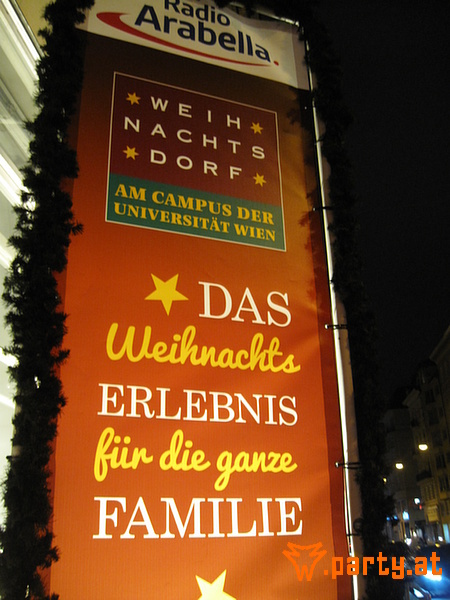 Radio
Arabella.
WEIH
NACHTS
DORF
AM CAMPUS DER
UNIVERSITÄT WIEN
DAS
Weihnachts
ERLEBNIS
für die ganze
FAMILIE
party.at